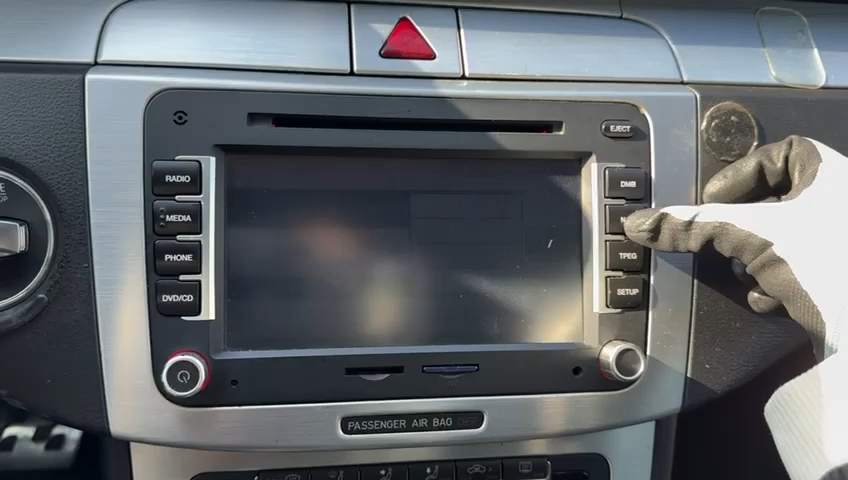 EJECT
RADIO
MEDIA
PHONE
DVD/CD
DMB
TPEG
SETUP
PASSENGER AIR BAG